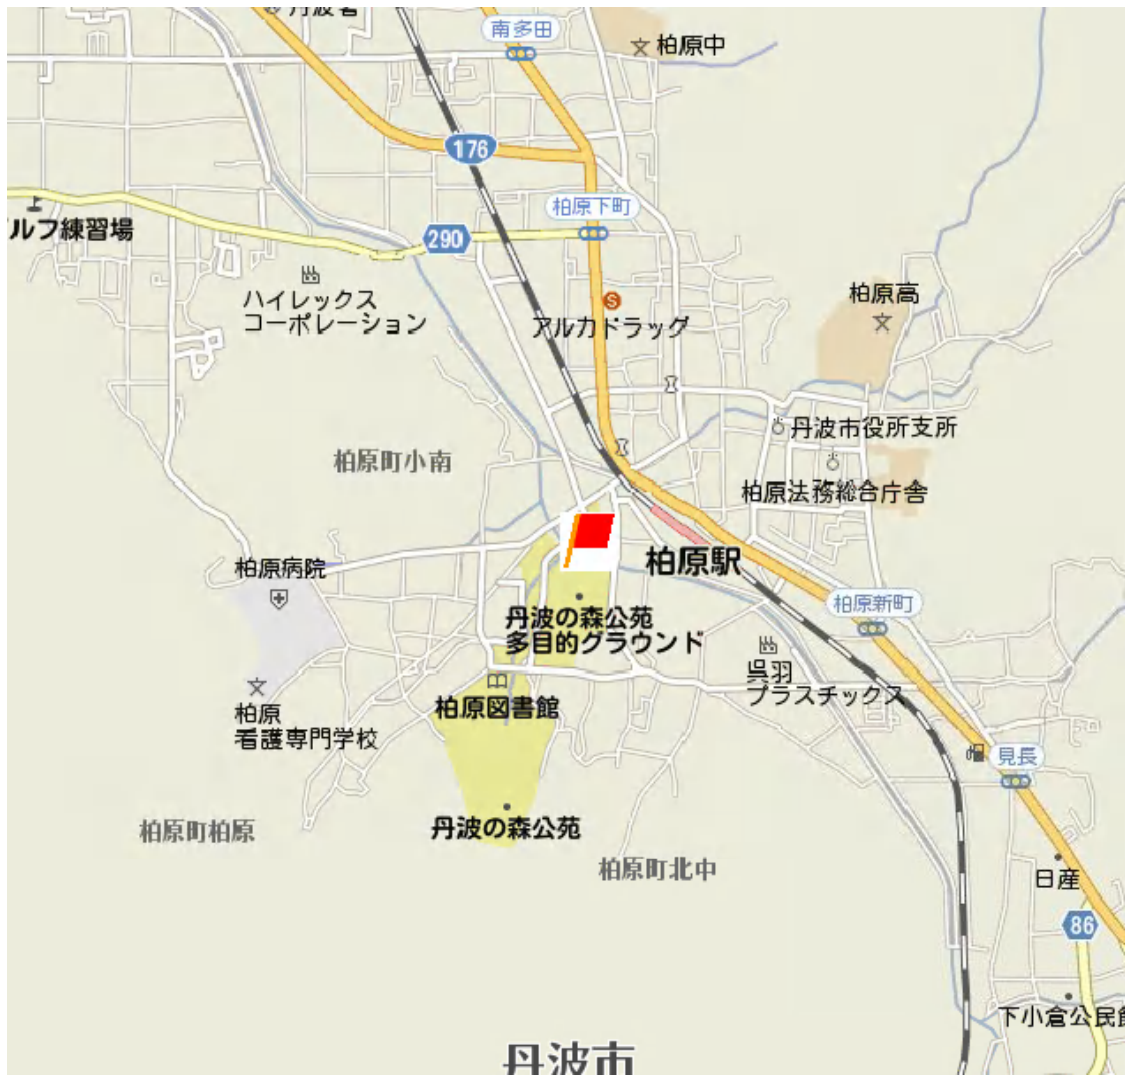 丹波署
南多田
柏原中
176
柏原下町
ルフ練習場
290
ハイレックス
コーポレーション
柏原高
S
アルカドラッグ
丹波市役所支所
柏原町小南
柏原法務総合庁舎
柏原駅
柏原病院
丹波の森公苑
多目的グラウンド
柏原新町
呉羽
プラスチックス
柏原図書館
柏原
看護専門学校
見長
丹波の森公苑
柏原町柏原
柏原町北中
日産
86
下小倉公民館
丹波市